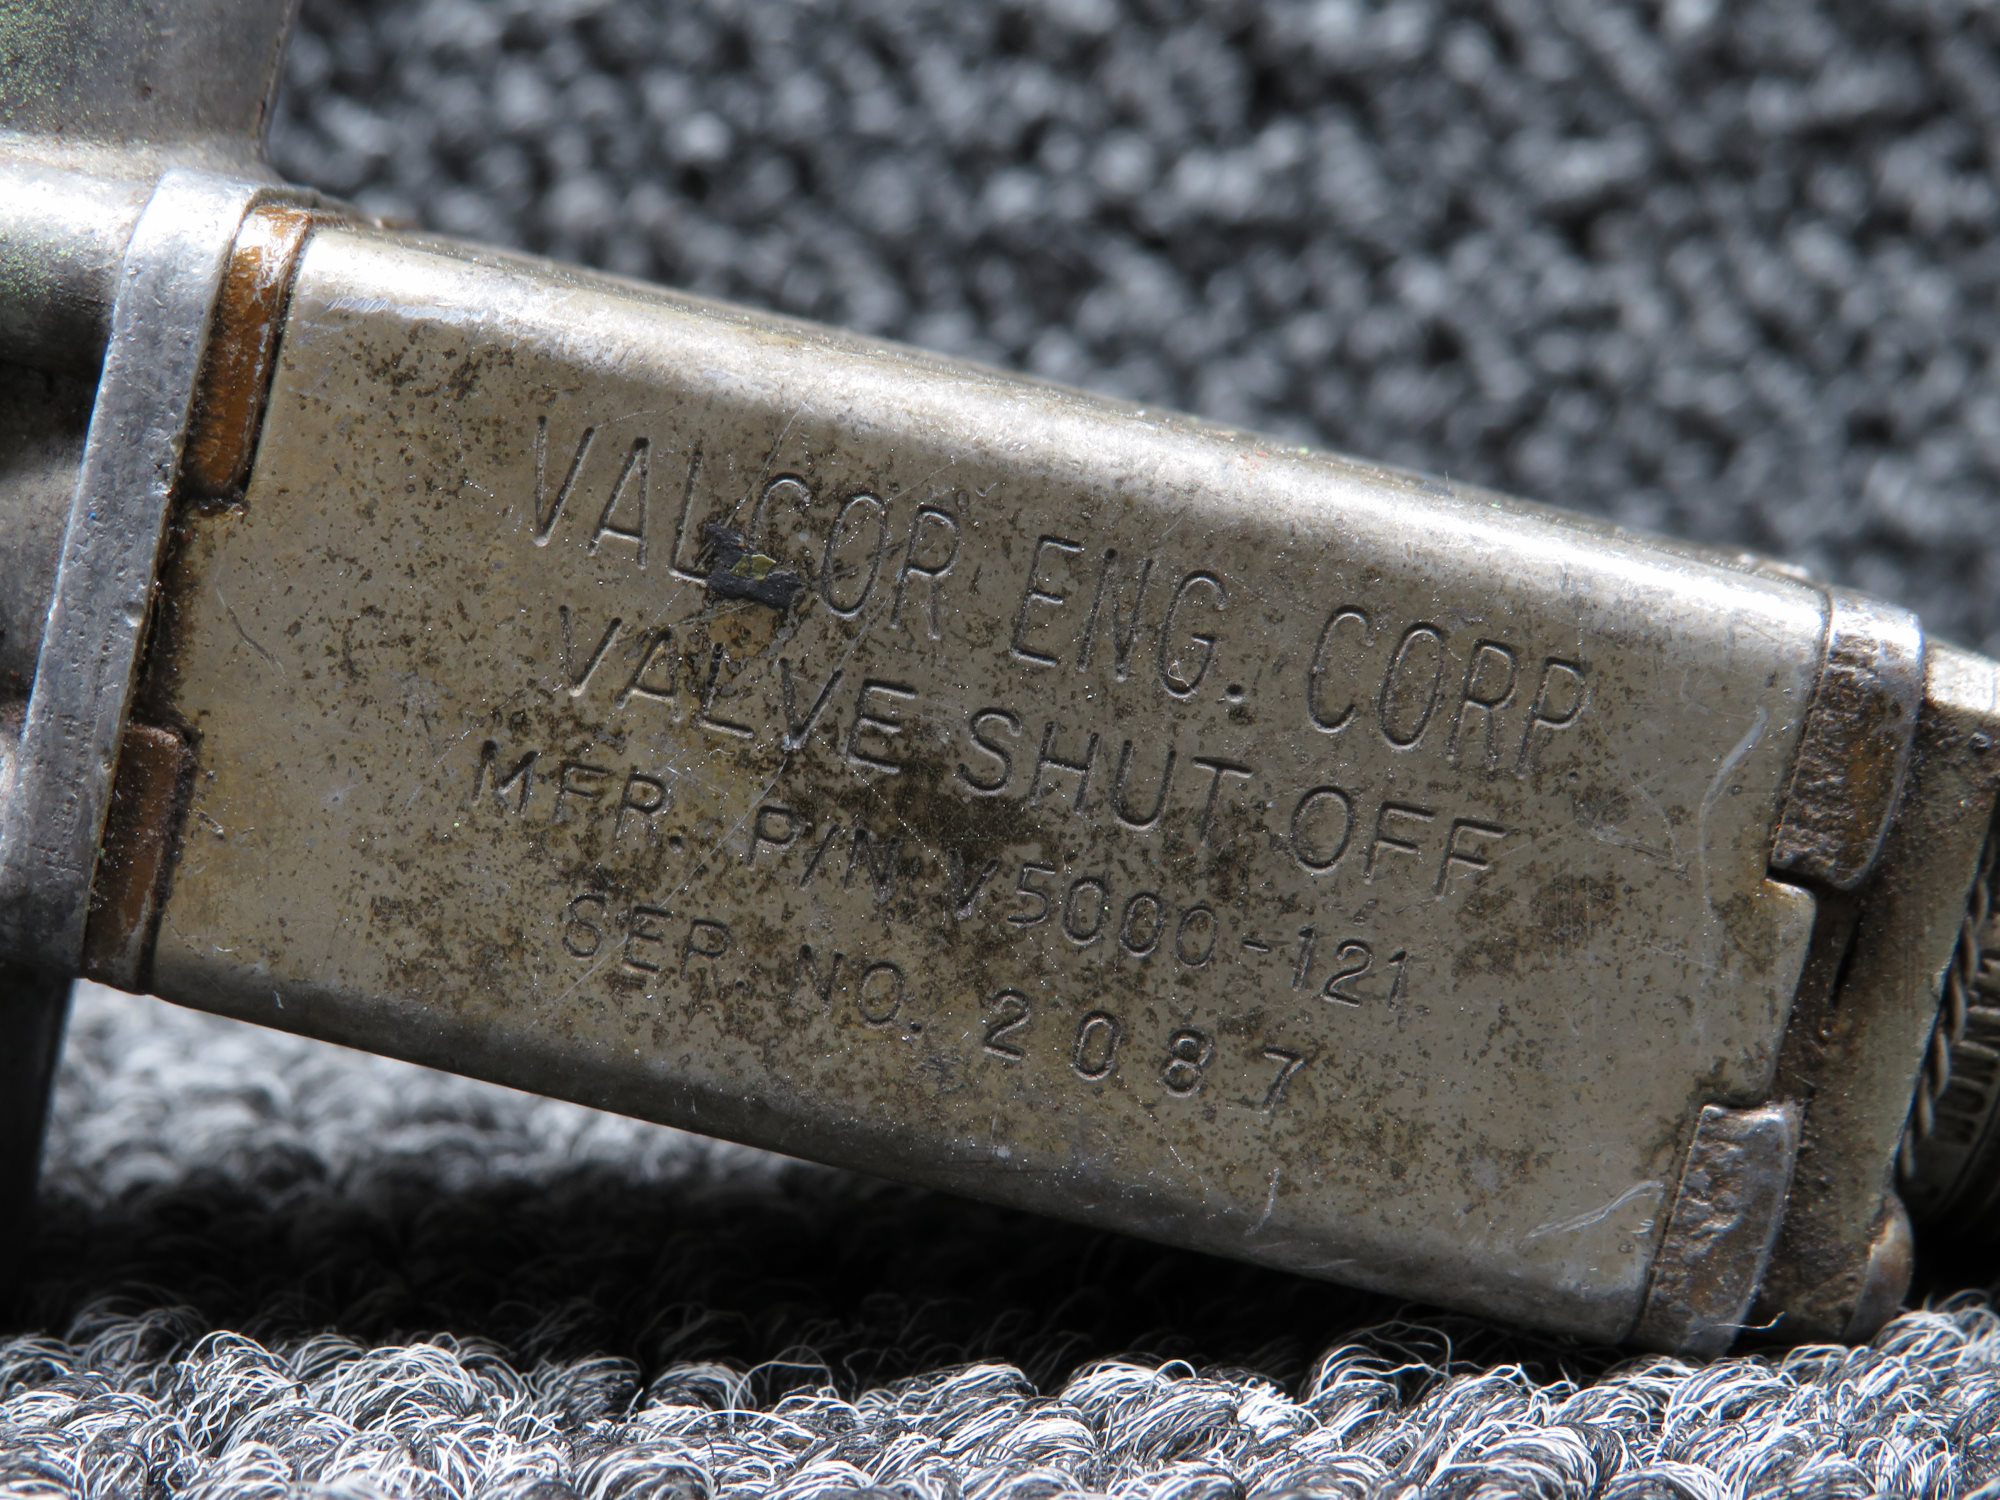 VALCOR ENG. CORP.
VALVE SHUT OFF
MFR. P/N V5000-121
SER. NO. 2087